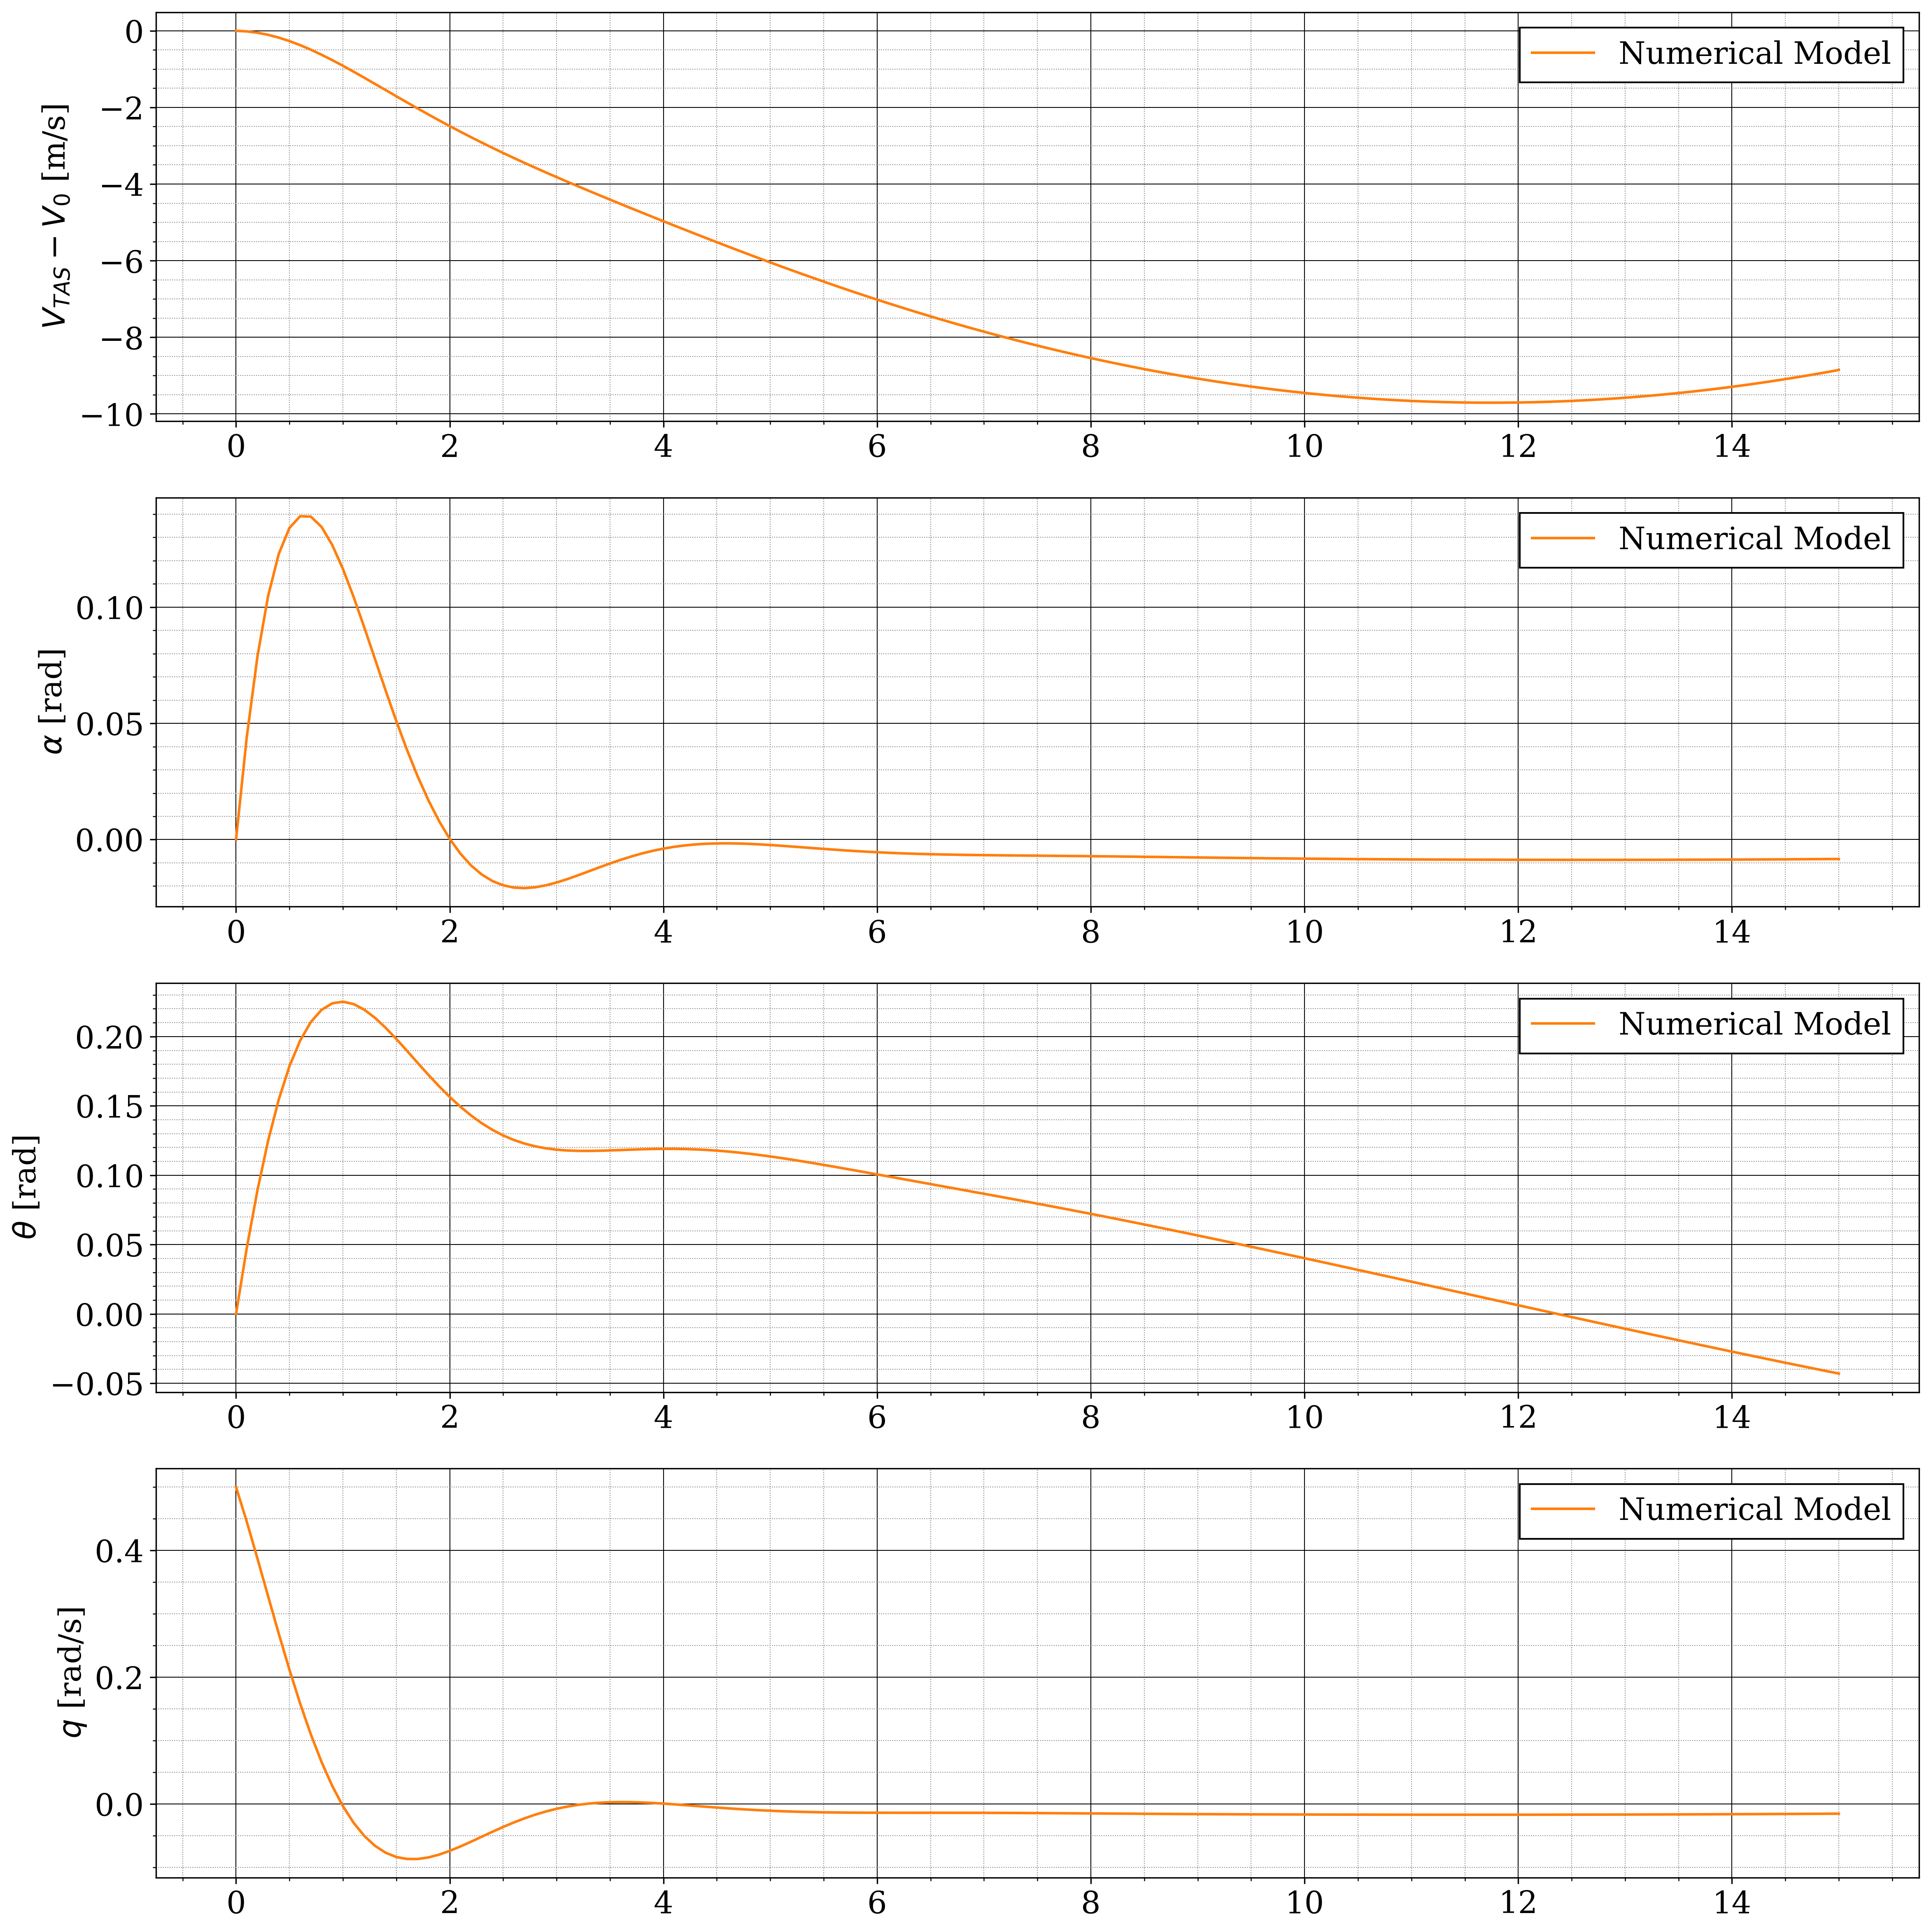 V_TAS − V_0 [m/s]
0
−2
−4
−6
−8
−10
Numerical Model
0 2 4 6 8 10 12 14
α [rad]
0.10
0.05
0.00
Numerical Model
0 2 4 6 8 10 12 14
θ [rad]
0.20
0.15
0.10
0.05
0.00
−0.05
Numerical Model
0 2 4 6 8 10 12 14
q [rad/s]
0.4
0.2
0.0
Numerical Model
0 2 4 6 8 10 12 14